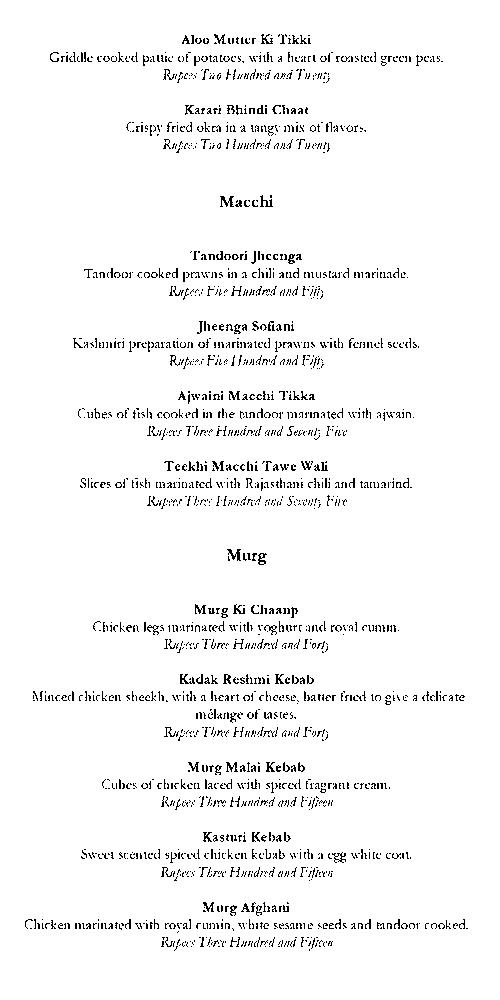 Aloo Mutter Ki Tikki
Griddle cooked pattie of potatoes, with a heart of roasted green peas.
Rupees Two Hundred and Twenty
Karari Bhindi Chaat
Crispy fried okra in a tangy mix of flavors.
Rupees Two Hundred and Twenty
Macchi
Tandoori Jheenga
Tandoor cooked prawns in a chili and mustard marinade.
Rupees Five Hundred and Fifty
Jheenga Sofiani
Kashmiri preparation of marinated prawns with fennel seeds.
Rupees Five Hundred and Fifty
Ajwaini Macchi Tikka
Cubes of fish cooked in the tandoor marinated with ajwain.
Rupees Three Hundred and Seventy Five
Teekhi Macchi Tawe Wali
Slices of fish marinated with Rajasthani chili and tamarind.
Rupees Three Hundred and Seventy Five
Murg
Murg Ki Chaanp
Chicken legs marinated with yoghurt and royal cumin.
Rupees Three Hundred and Forty
Kadak Reshmi Kebab
Minced chicken sheekh, with a heart of cheese, batter fried to give a delicate
mélange of tastes.
Rupees Three Hundred and Forty
Murg Malai Kebab
Cubes of chicken laced with spiced fragrant cream.
Rupees Three Hundred and Fifteen
Kasturi Kebab
Sweet scented spiced chicken kebab with a egg white coat.
Rupees Three Hundred and Fifteen
Murg Afghani
Chicken marinated with royal cumin, white sesame seeds and tandoor cooked.
Rupees Three Hundred and Fifteen